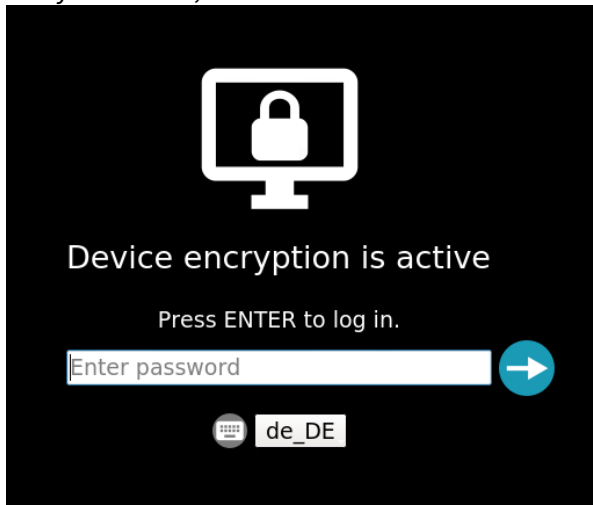 Device encryption is active
Press ENTER to log in.
Enter password
de_DE